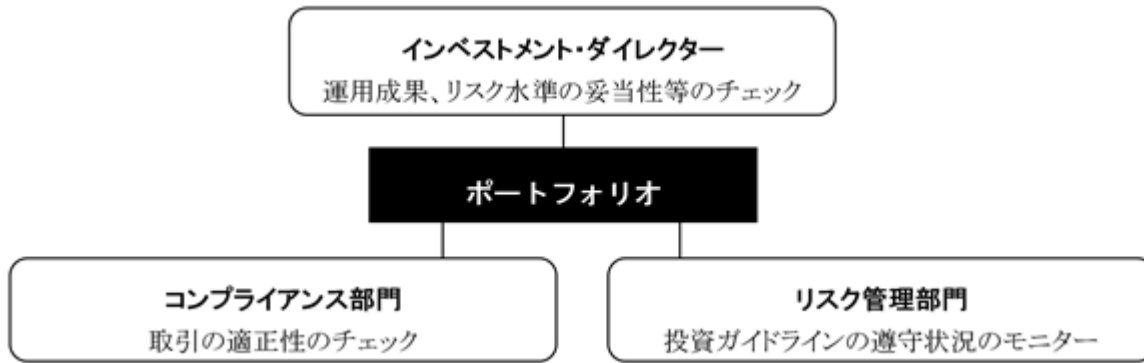 インベストメント・ダイレクター
運用成果、リスク水準の妥当性等のチェック
ポートフォリオ
コンプライアンス部門
取引の適正性のチェック
リスク管理部門
投資ガイドラインの遵守状況のモニター